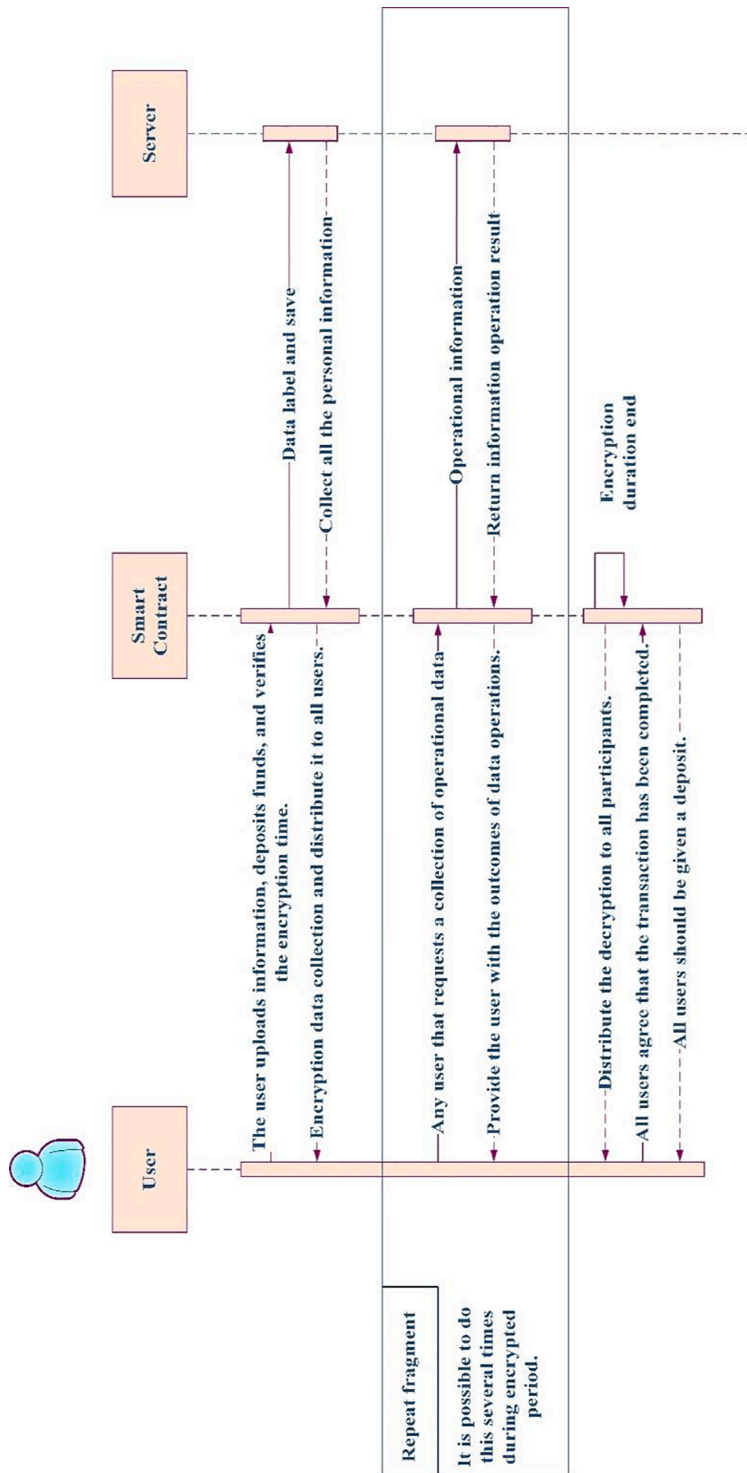 User
Smart
Contract
Server
The user uploads information, deposits funds, and verifies
the encryption time.
Data label and save
Collect all the personal information
Encryption data collection and distribute it to all users.
Repeat fragment
It is possible to do
this several times
during encrypted
period.
Any user that requests a collection of operational data
Operational information
Return information operation result
Provide the user with the outcomes of data operations.
Encryption
duration end
Distribute the decryption to all participants.
All users agree that the transaction has been completed.
All users should be given a deposit.